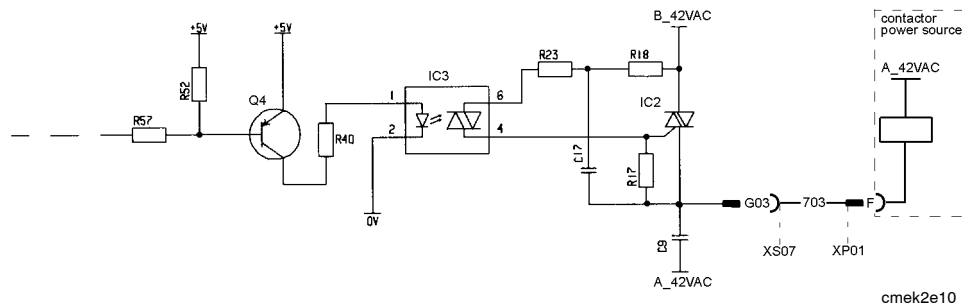 B_42VAC
contactor
power source
+5V
+5V
A_42VAC
R23
R18
IC3
R52
Q4
1
6
IC2
R57
R40
2
4
C17
R17
0V
G03
703
F
C9
XS07
XP01
A_42VAC
cmek2e10